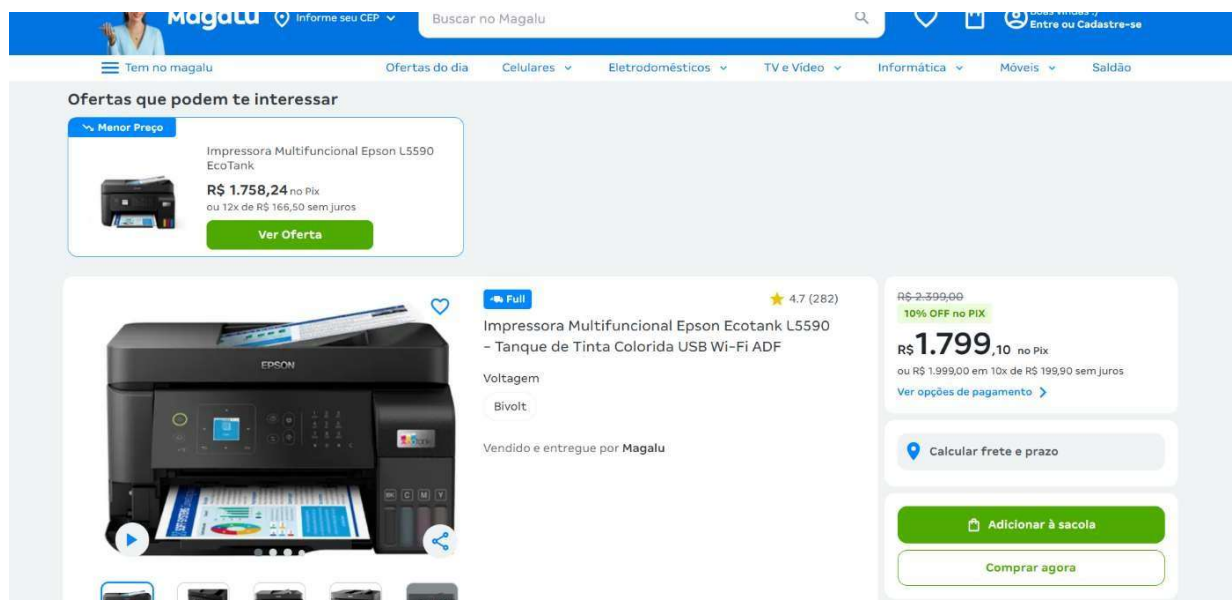 Magalu
Informe seu CEP
Buscar no Magalu
Entre ou Cadastre-se
Tem no magalu
Ofertas do dia
Celulares
Eletrodomésticos
TV e Vídeo
Informática
Móveis
Saldão
Ofertas que podem te interessar
Menor Preço
Impressora Multifuncional Epson L5590
EcoTank
R$ 1.758,24 no Pix
ou 12x de R$ 166,50 sem juros
Ver Oferta
EPSON
BK C M Y
Full
4.7 (282)
Impressora Multifuncional Epson Ecotank L5590
- Tanque de Tinta Colorida USB Wi-Fi ADF
Voltagem
Bivolt
Vendido e entregue por Magalu
R$ 2.399,00
10% OFF no PIX
R$ 1.799,10 no Pix
ou R$ 1.999,00 em 10x de R$ 199,90 sem juros
Ver opções de pagamento
Calcular frete e prazo
Adicionar à sacola
Comprar agora